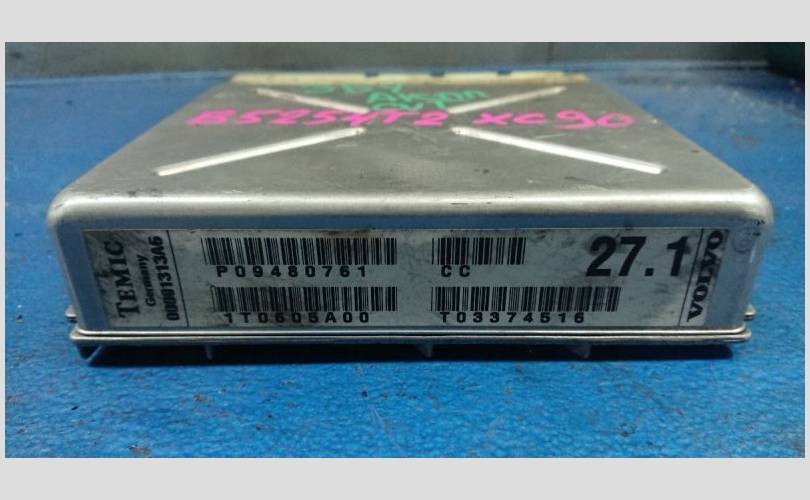 B5254T2 XC90
TEMIC
Germany
00001313A6
P09480761
CC
27.1
1T0605A00
T03374516
VOLVO